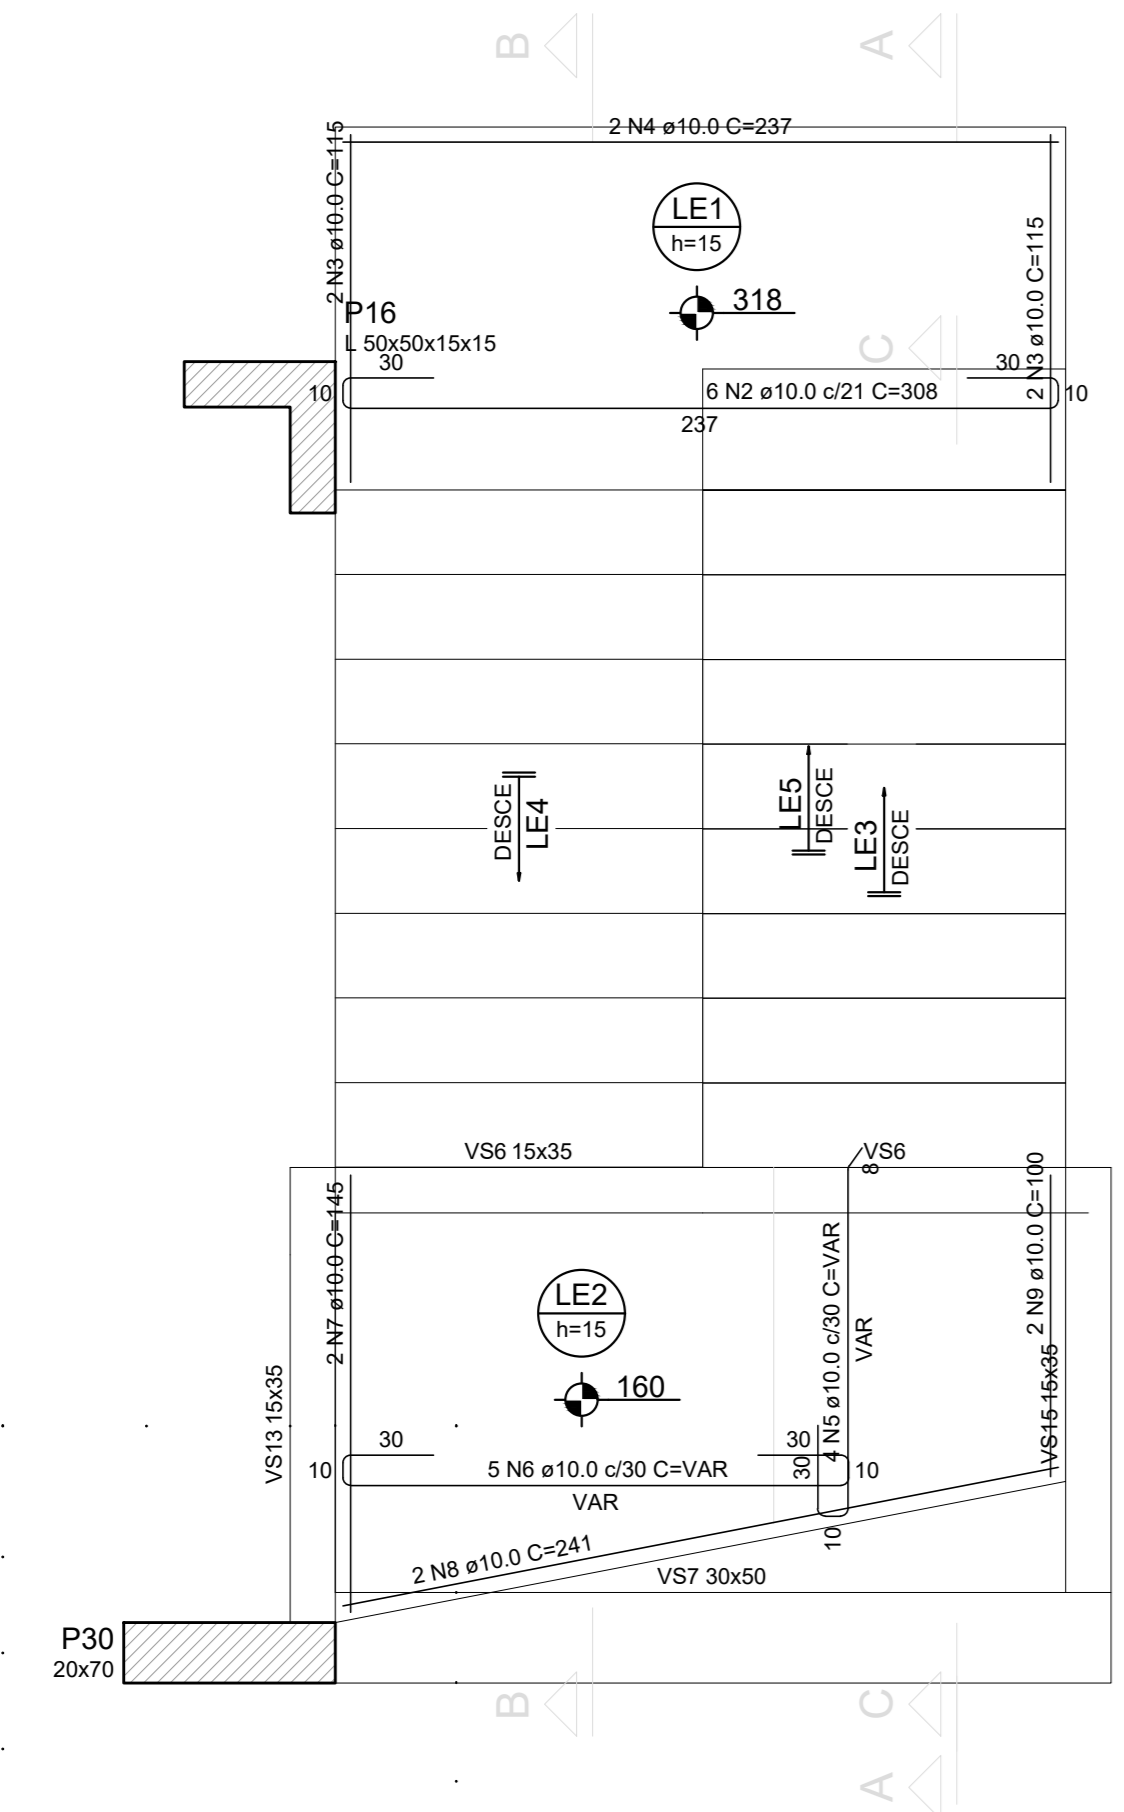 B
A
2 N4 ø10.0 C=237
2 N3 ø10.0 C=115
LE1
h=15
318
2 N3 ø10.0 C=115
P16
L 50x50x15x15
C
30
30
10
6 N2 ø10.0 c/21 C=308
10
237
DESCE
LE4
LE5
DESCE
LE3
DESCE
VS6 15x35
VS6
8
2 N7 ø10.0 C=145
2 N9 ø10.0 C=100
4 N5 ø10.0 c/30 C=VAR
VAR
LE2
h=15
160
VS13 15x35
VS15 15x35
30
30
10
5 N6 ø10.0 c/30 C=VAR
30
10
VAR
10
2 N8 ø10.0 C=241
VS7 30x50
P30
20x70
B
C
A